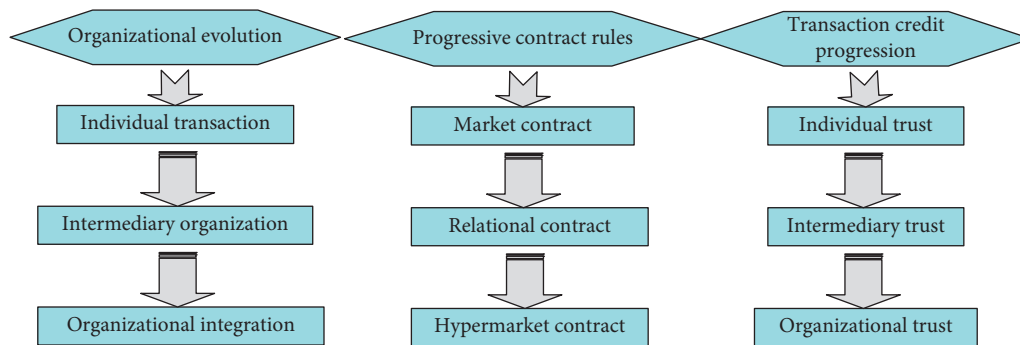 Organizational evolution
Progressive contract rules
Transaction credit
progression
Individual transaction
Market contract
Individual trust
Intermediary organization
Relational contract
Intermediary trust
Organizational integration
Hypermarket contract
Organizational trust